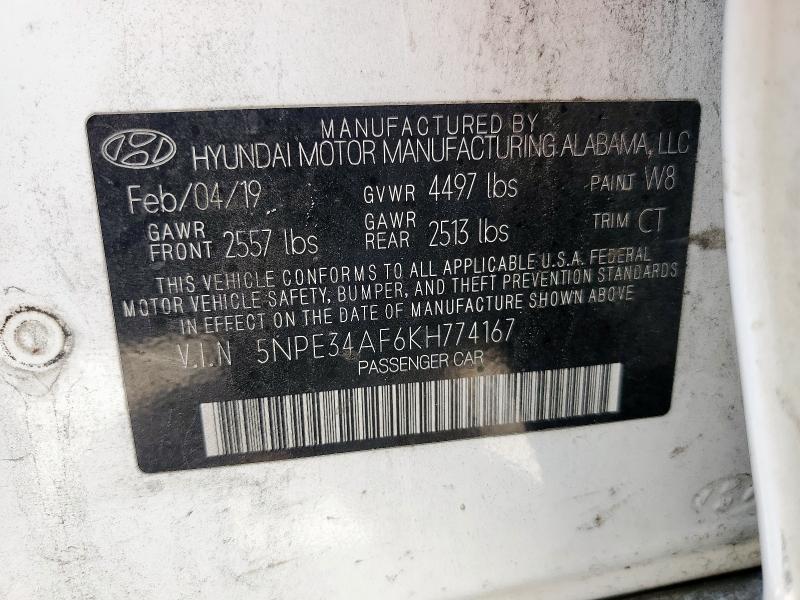 MANUFACTURED BY
HYUNDAI MOTOR MANUFACTURING ALABAMA, LLC
Feb/04/19 GVWR 4497 lbs PAINT W8
GAWR FRONT 2557 lbs GAWR REAR 2513 lbs TRIM CT
THIS VEHICLE CONFORMS TO ALL APPLICABLE U.S.A. FEDERAL
MOTOR VEHICLE SAFETY, BUMPER, AND THEFT PREVENTION STANDARDS
IN EFFECT ON THE DATE OF MANUFACTURE SHOWN ABOVE
V.I.N 5NPE34AF6KH774167
PASSENGER CAR